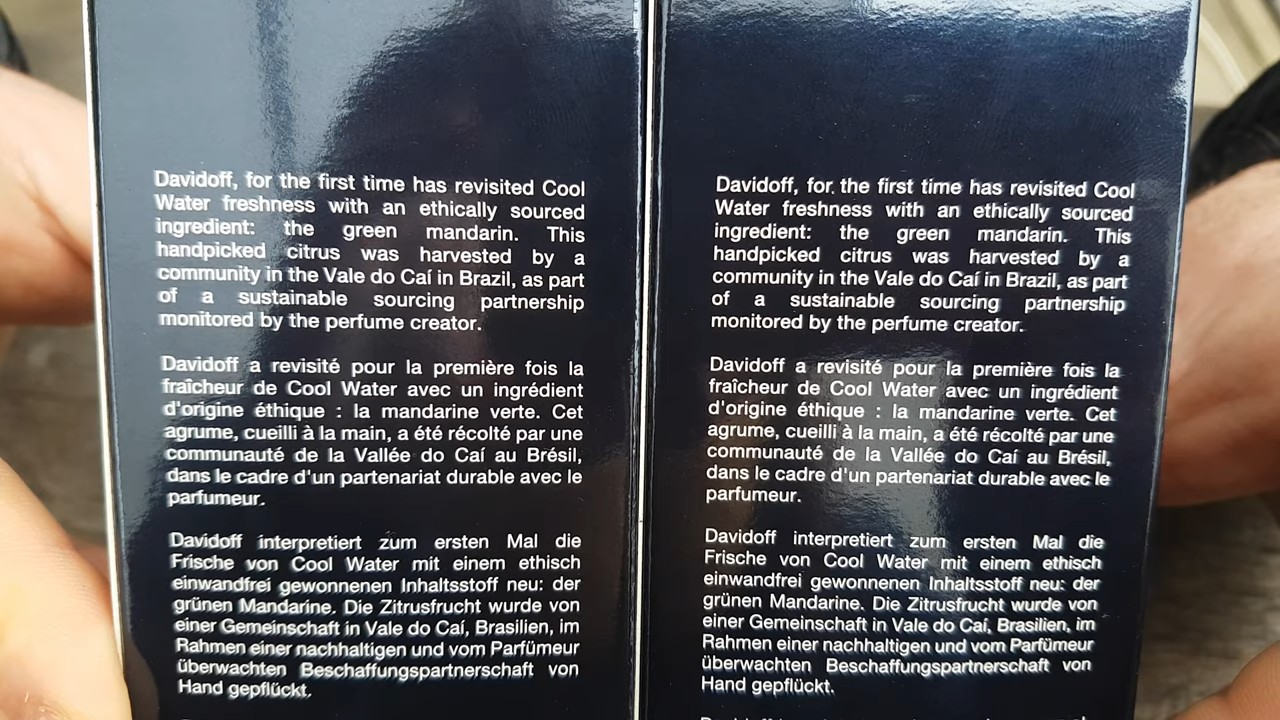 Davidoff, for the first time has revisited Cool
Water freshness with an ethically sourced
ingredient: the green mandarin. This
handpicked citrus was harvested by a
community in the Vale do Caí in Brazil, as part
of a sustainable sourcing partnership
monitored by the perfume creator.
Davidoff a revisité pour la première fois la
fraîcheur de Cool Water avec un ingrédient
d'origine éthique : la mandarine verte. Cet
agrume, cueilli à la main, a été récolté par une
communauté de la Vallée do Caí au Brésil,
dans le cadre d'un partenariat durable avec le
parfumeur.
Davidoff interpretiert zum ersten Mal die
Frische von Cool Water mit einem ethisch
einwandfrei gewonnenen Inhaltsstoff neu: der
grünen Mandarine. Die Zitrusfrucht wurde von
einer Gemeinschaft in Vale do Caí, Brasilien, im
Rahmen einer nachhaltigen und vom Parfümeur
überwachten Beschaffungspartnerschaft von
Hand gepflückt.
Davidoff, for the first time has revisited Cool
Water freshness with an ethically sourced
ingredient: the green mandarin. This
handpicked citrus was harvested by a
community in the Vale do Caí in Brazil, as part
of a sustainable sourcing partnership
monitored by the perfume creator.
Davidoff a revisité pour la première fois la
fraîcheur de Cool Water avec un ingrédient
d'origine éthique : la mandarine verte. Cet
agrume, cueilli à la main, a été récolté par une
communauté de la Vallée do Caí au Brésil,
dans le cadre d'un partenariat durable avec le
parfumeur.
Davidoff interpretiert zum ersten Mal die
Frische von Cool Water mit einem ethisch
einwandfrei gewonnenen Inhaltsstoff neu: der
grünen Mandarine. Die Zitrusfrucht wurde von
einer Gemeinschaft in Vale do Caí, Brasilien, im
Rahmen einer nachhaltigen und vom Parfümeur
überwachten Beschaffungspartnerschaft von
Hand gepflückt.